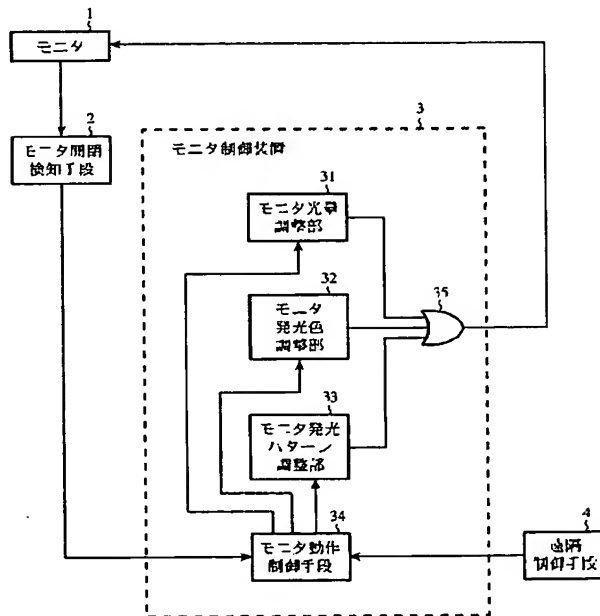 1
モニタ
2
モニタ開閉
検知手段
3
モニタ制御装置
31
モニタ光量
調整部
32
モニタ
発光色
調整部
35
33
モニタ発光
パターン
調整部
34
モニタ動作
制御手段
4
遠隔
制御手段